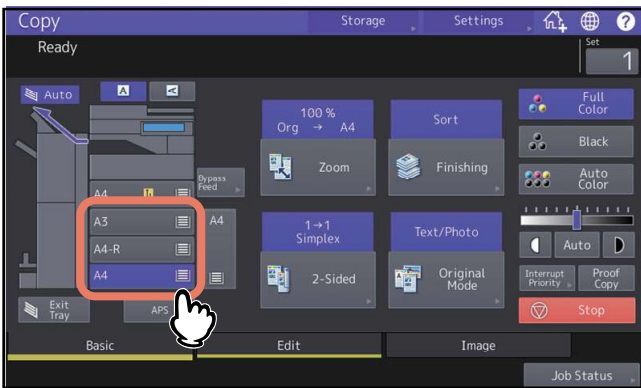 Copy
Storage
Settings
?
Ready
Set
1
Auto
A
A
100 %
Org → A4
Zoom
Sort
Finishing
Full
Color
Black
Auto
Color
Bypass
Feed
A4
A3
A4
A4-R
A4
1→1
Simplex
2-Sided
Text/Photo
Original
Mode
Auto
Interrupt
Priority
Proof
Copy
Exit
Tray
APS
Stop
Basic
Edit
Image
Job Status